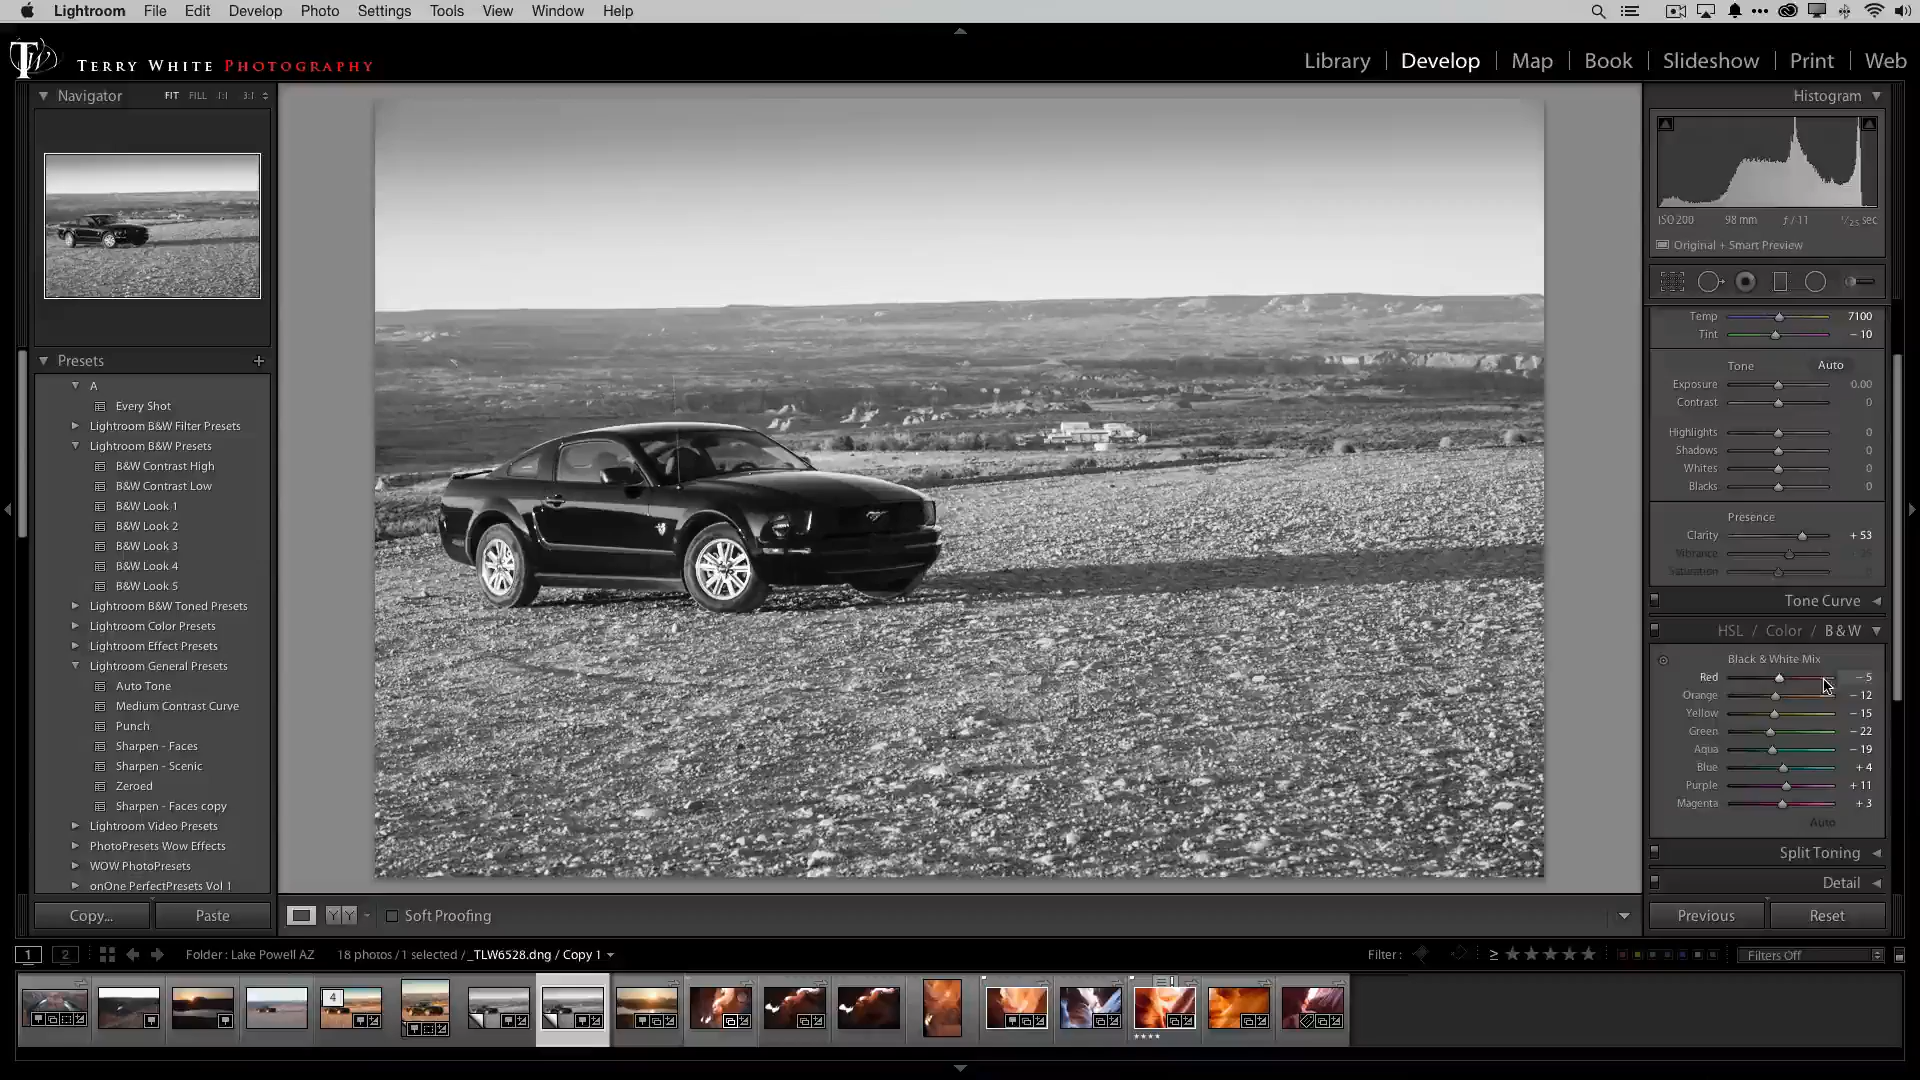 Lightroom File Edit Develop Photo Settings Tools View Window Help
TW TERRY WHITE PHOTOGRAPHY
Library | Develop | Map | Book | Slideshow | Print | Web
Navigator FIT FILL 1:1 3:1
Presets +
A
Every Shot
Lightroom B&W Filter Presets
Lightroom B&W Presets
B&W Contrast High
B&W Contrast Low
B&W Look 1
B&W Look 2
B&W Look 3
B&W Look 4
B&W Look 5
Lightroom B&W Toned Presets
Lightroom Color Presets
Lightroom Effect Presets
Lightroom General Presets
Auto Tone
Medium Contrast Curve
Punch
Sharpen - Faces
Sharpen - Scenic
Zeroed
Sharpen - Faces copy
Lightroom Video Presets
PhotoPresets Wow Effects
WOW PhotoPresets
onOne PerfectPresets Vol 1
Copy... Paste
YY Soft Proofing
Histogram
ISO 200 98 mm ƒ / 11 1/25 sec
Original + Smart Preview
Temp 7100
Tint − 10
Tone Auto
Exposure 0.00
Contrast 0
Highlights 0
Shadows 0
Whites 0
Blacks 0
Presence
Clarity + 53
Vibrance
Saturation
Tone Curve
HSL / Color / B & W
Black & White Mix
Red − 5
Orange − 12
Yellow − 15
Green − 22
Aqua − 19
Blue + 4
Purple + 11
Magenta + 3
Auto
Split Toning
Detail
Previous Reset
1 2 Folder : Lake Powell AZ 18 photos / 1 selected / _TLW6528.dng / Copy 1 Filter : ≥ ★★★★★ Filters Off
4
★★★★